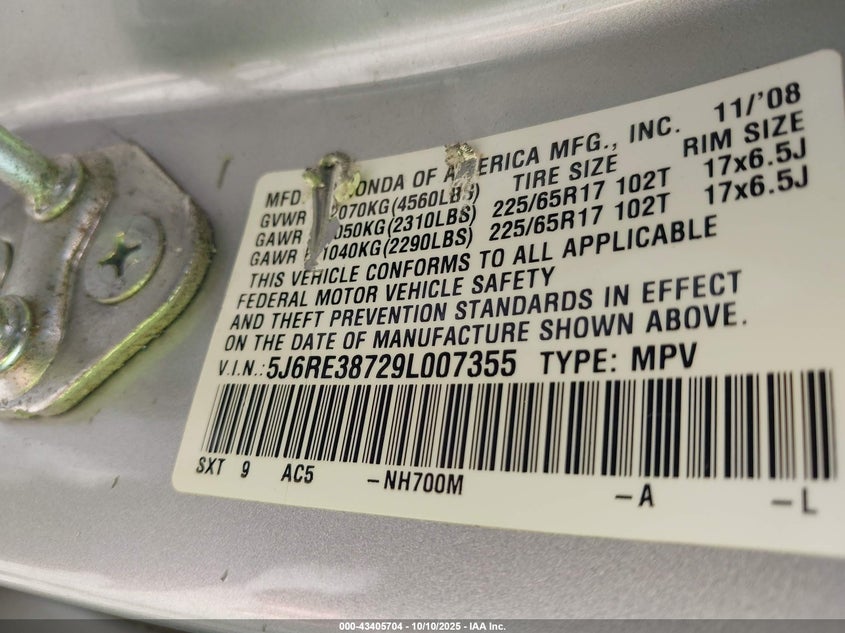 MFD. HONDA OF AMERICA MFG., INC. 11/'08
GVWR 2070KG(4560LBS) TIRE SIZE RIM SIZE
GAWR 1050KG(2310LBS) 225/65R17 102T 17x6.5J
GAWR 1040KG(2290LBS) 225/65R17 102T 17x6.5J
THIS VEHICLE CONFORMS TO ALL APPLICABLE
FEDERAL MOTOR VEHICLE SAFETY
AND THEFT PREVENTION STANDARDS IN EFFECT
ON THE DATE OF MANUFACTURE SHOWN ABOVE.
V.I.N.:5J6RE38729L007355 TYPE: MPV
SXT 9 AC5 -NH700M -A -L
000-43405704 - 10/10/2025 - IAA Inc.